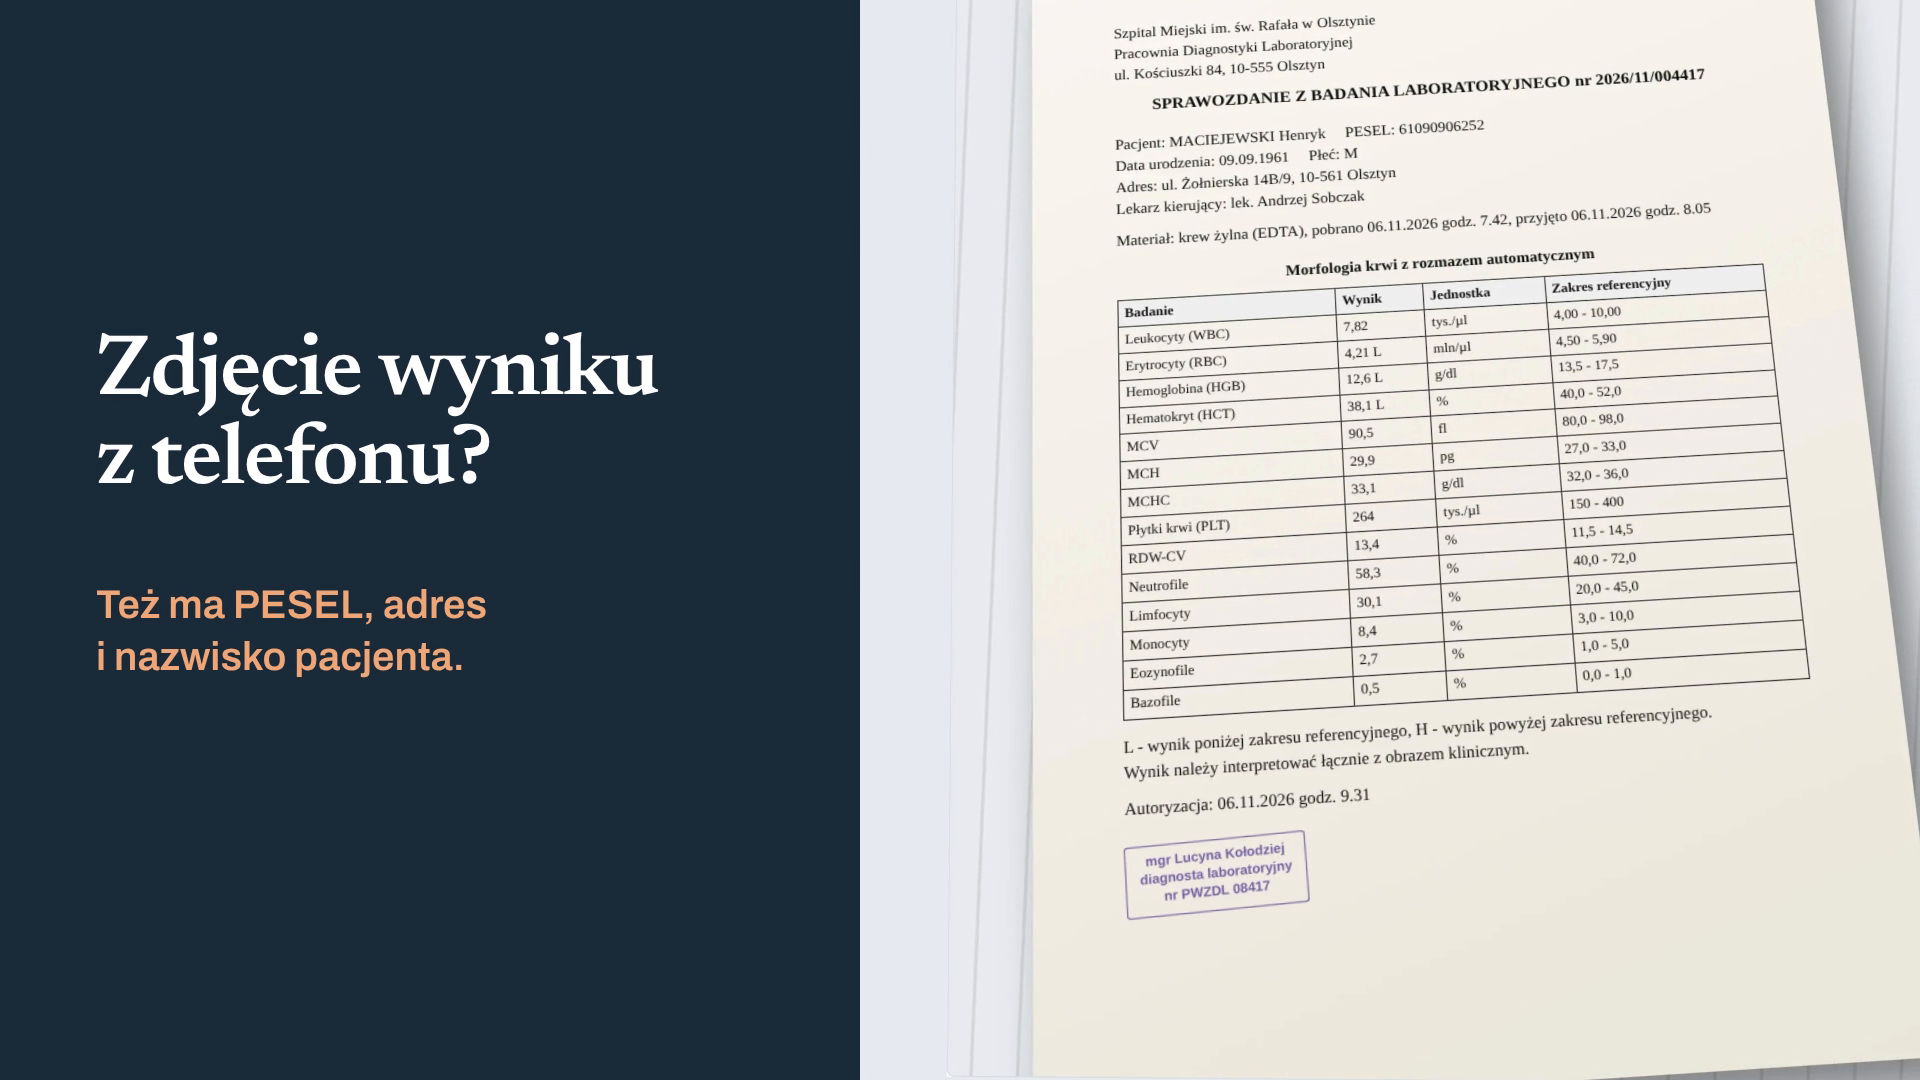 Zdjęcie wyniku
z telefonu?
Też ma PESEL, adres
i nazwisko pacjenta.
Szpital Miejski im. św. Rafała w Olsztynie
Pracownia Diagnostyki Laboratoryjnej
ul. Kościuszki 84, 10-555 Olsztyn
SPRAWOZDANIE Z BADANIA LABORATORYJNEGO nr 2026/11/004417
Pacjent: MACIEJEWSKI Henryk PESEL: 61090906252
Data urodzenia: 09.09.1961 Płeć: M
Adres: ul. Żołnierska 14B/9, 10-561 Olsztyn
Lekarz kierujący: lek. Andrzej Sobczak
Materiał: krew żylna (EDTA), pobrano 06.11.2026 godz. 7.42, przyjęto 06.11.2026 godz. 8.05
Morfologia krwi z rozmazem automatycznym
Badanie Wynik Jednostka Zakres referencyjny
Leukocyty (WBC) 7,82 tys./µl 4,00 - 10,00
Erytrocyty (RBC) 4,21 L mln/µl 4,50 - 5,90
Hemoglobina (HGB) 12,6 L g/dl 13,5 - 17,5
Hematokryt (HCT) 38,1 L % 40,0 - 52,0
MCV 90,5 fl 80,0 - 98,0
MCH 29,9 pg 27,0 - 33,0
MCHC 33,1 g/dl 32,0 - 36,0
Płytki krwi (PLT) 264 tys./µl 150 - 400
RDW-CV 13,4 % 11,5 - 14,5
Neutrofile 58,3 % 40,0 - 72,0
Limfocyty 30,1 % 20,0 - 45,0
Monocyty 8,4 % 3,0 - 10,0
Eozynofile 2,7 % 1,0 - 5,0
Bazofile 0,5 % 0,0 - 1,0
L - wynik poniżej zakresu referencyjnego, H - wynik powyżej zakresu referencyjnego.
Wynik należy interpretować łącznie z obrazem klinicznym.
Autoryzacja: 06.11.2026 godz. 9.31
mgr Lucyna Kołodziej
diagnosta laboratoryjny
nr PWZDL 08417